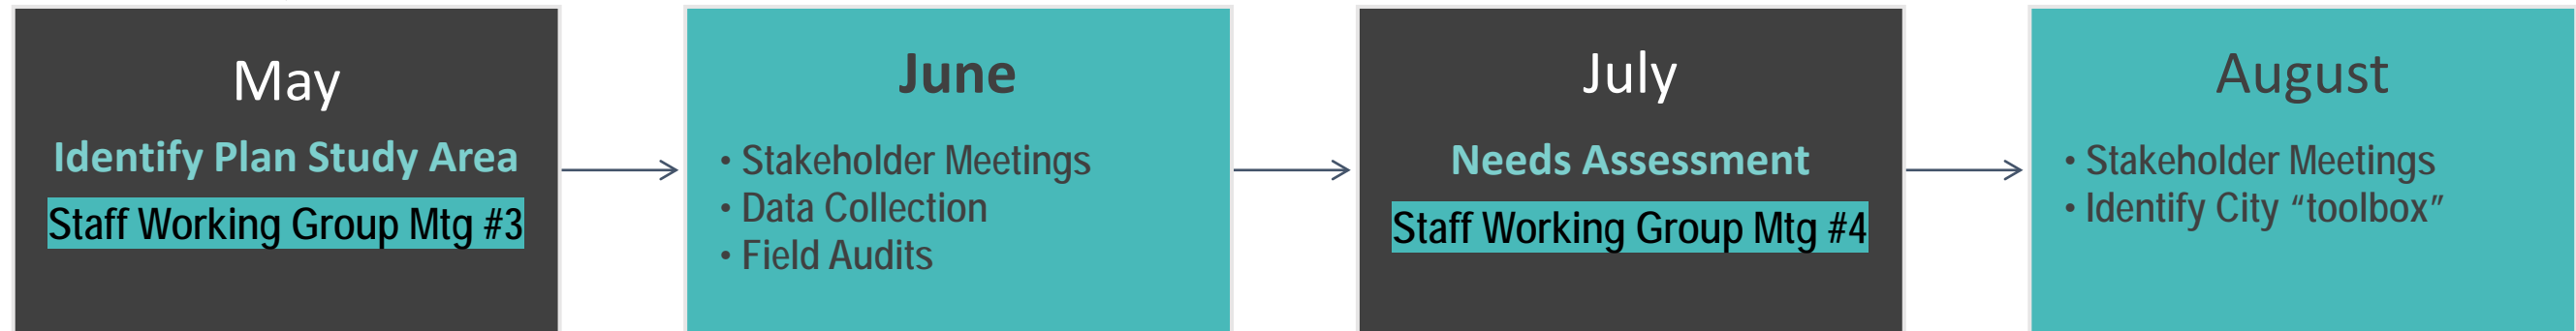 May
Identify Plan Study Area
Staff Working Group Mtg #3
June
• Stakeholder Meetings
• Data Collection
• Field Audits
July
Needs Assessment
Staff Working Group Mtg #4
August
• Stakeholder Meetings
• Identify City “toolbox”